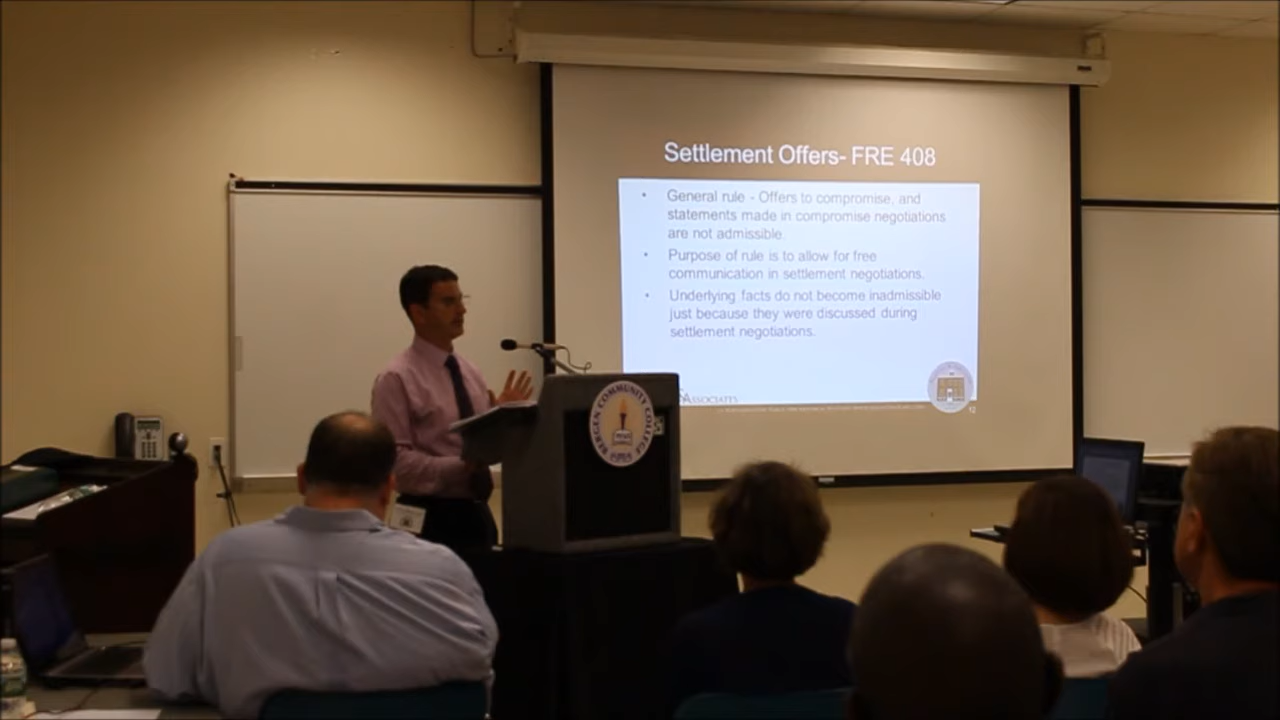 Settlement Offers- FRE 408
• General rule - Offers to compromise, and
statements made in compromise negotiations
are not admissible.
• Purpose of rule is to allow for free
communication in settlement negotiations.
• Underlying facts do not become inadmissible
just because they were discussed during
settlement negotiations.
ASSOCIATES
12
BERGEN COMMUNITY COLLEGE